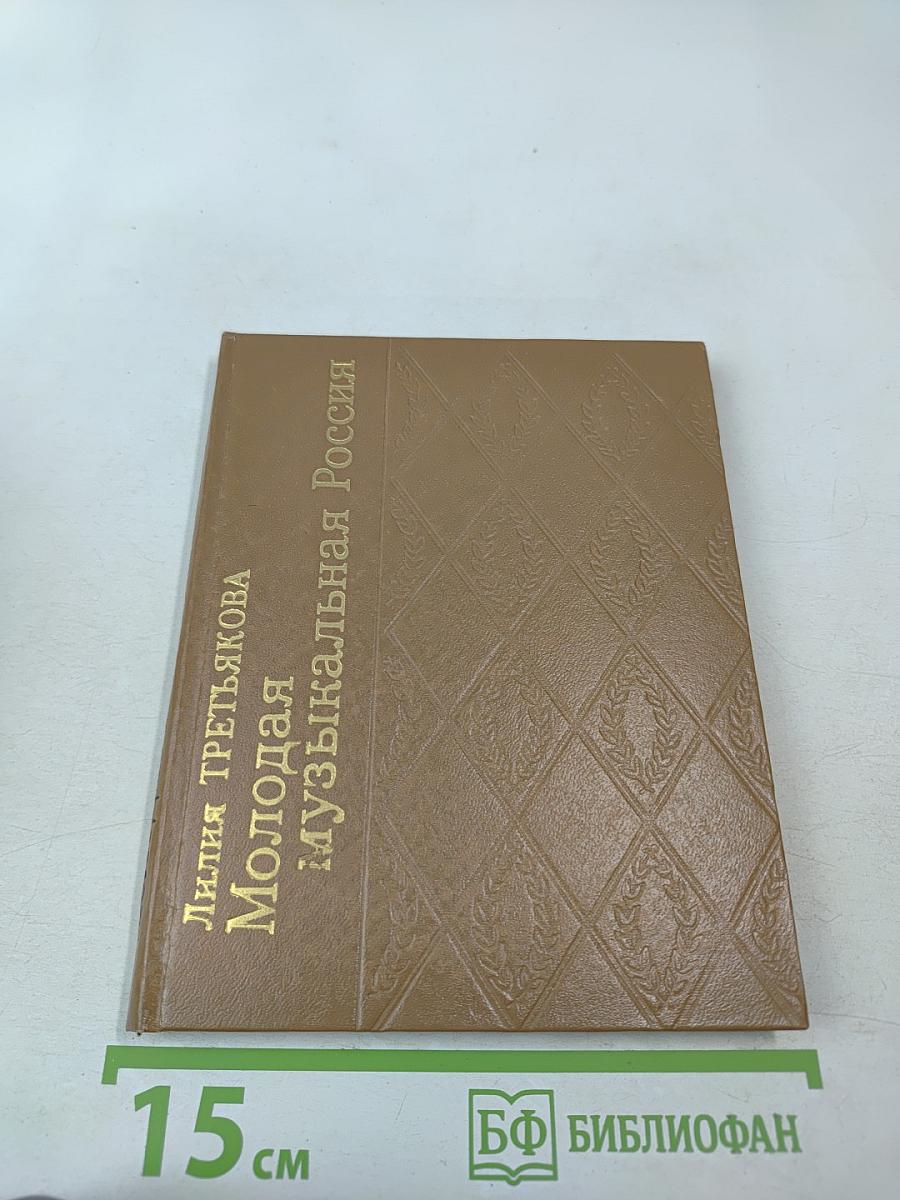 Лилия ТРЕТЬЯКОВА
Молодая
музыкальная Россия
15 см
БФ БИБЛИОФАН